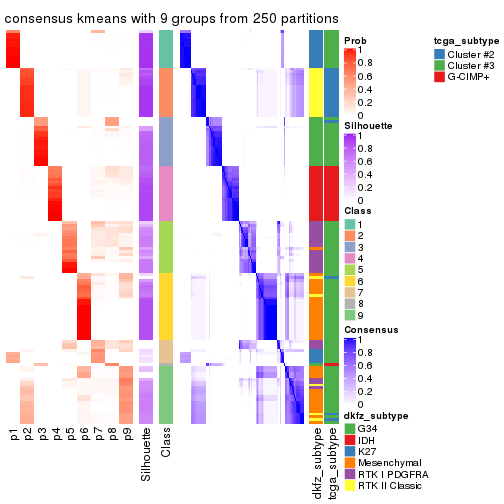 consensus kmeans with 9 groups from 250 partitions
Prob
1
0.8
0.6
0.4
0.2
0
Silhouette
1
0.8
0.6
0.4
0.2
0
Class
1
2
3
4
5
6
7
8
9
Consensus
1
0.8
0.6
0.4
0.2
0
dkfz_subtype
G34
IDH
K27
Mesenchymal
RTK I PDGFRA
RTK II Classic
tcga_subtype
Cluster #2
Cluster #3
G-CIMP+
p1
p2
p3
p4
p5
p6
p7
p8
p9
Silhouette
Class
dkfz_subtype
tcga_subtype